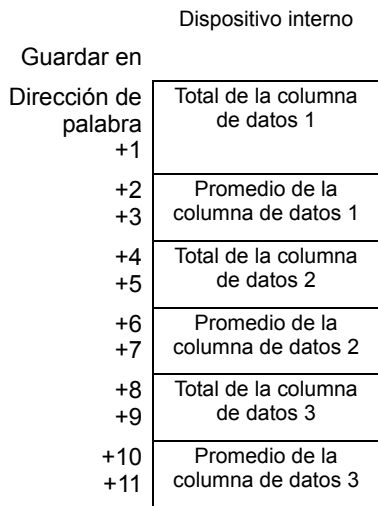 Dispositivo interno
Guardar en
Dirección de
palabra
+1
Total de la columna
de datos 1
+2
+3
Promedio de la
columna de datos 1
+4
+5
Total de la columna
de datos 2
+6
+7
Promedio de la
columna de datos 2
+8
+9
Total de la columna
de datos 3
+10
+11
Promedio de la
columna de datos 3